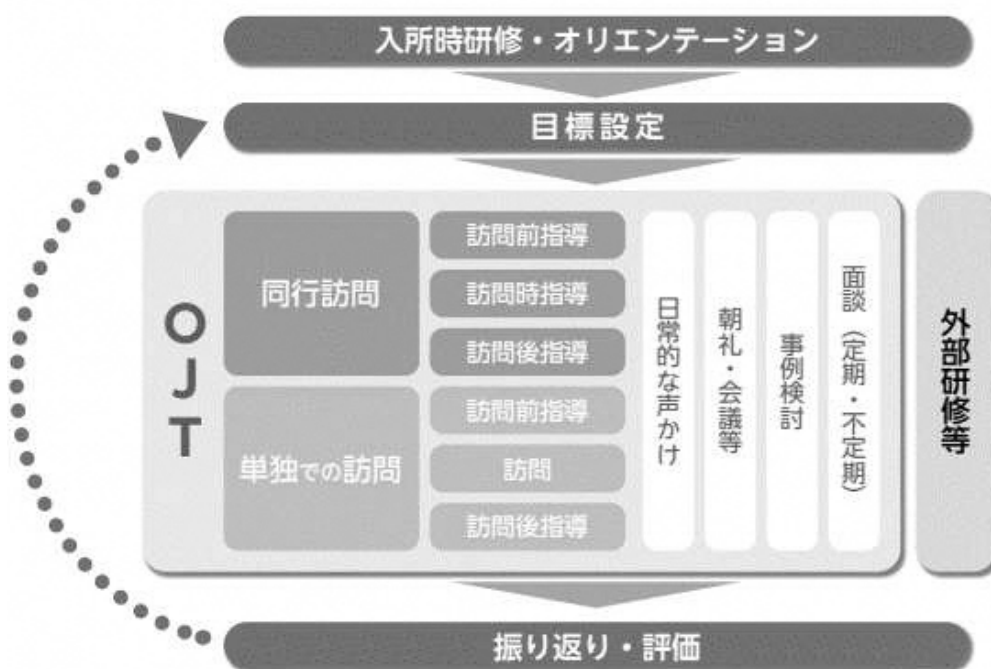 入所時研修・オリエンテーション
目標設定
OJT
同行訪問
訪問前指導
訪問時指導
訪問後指導
単独での訪問
訪問前指導
訪問
訪問後指導
日常的な声かけ
朝礼・会議等
事例検討
面談（定期・不定期）
外部研修等
振り返り・評価